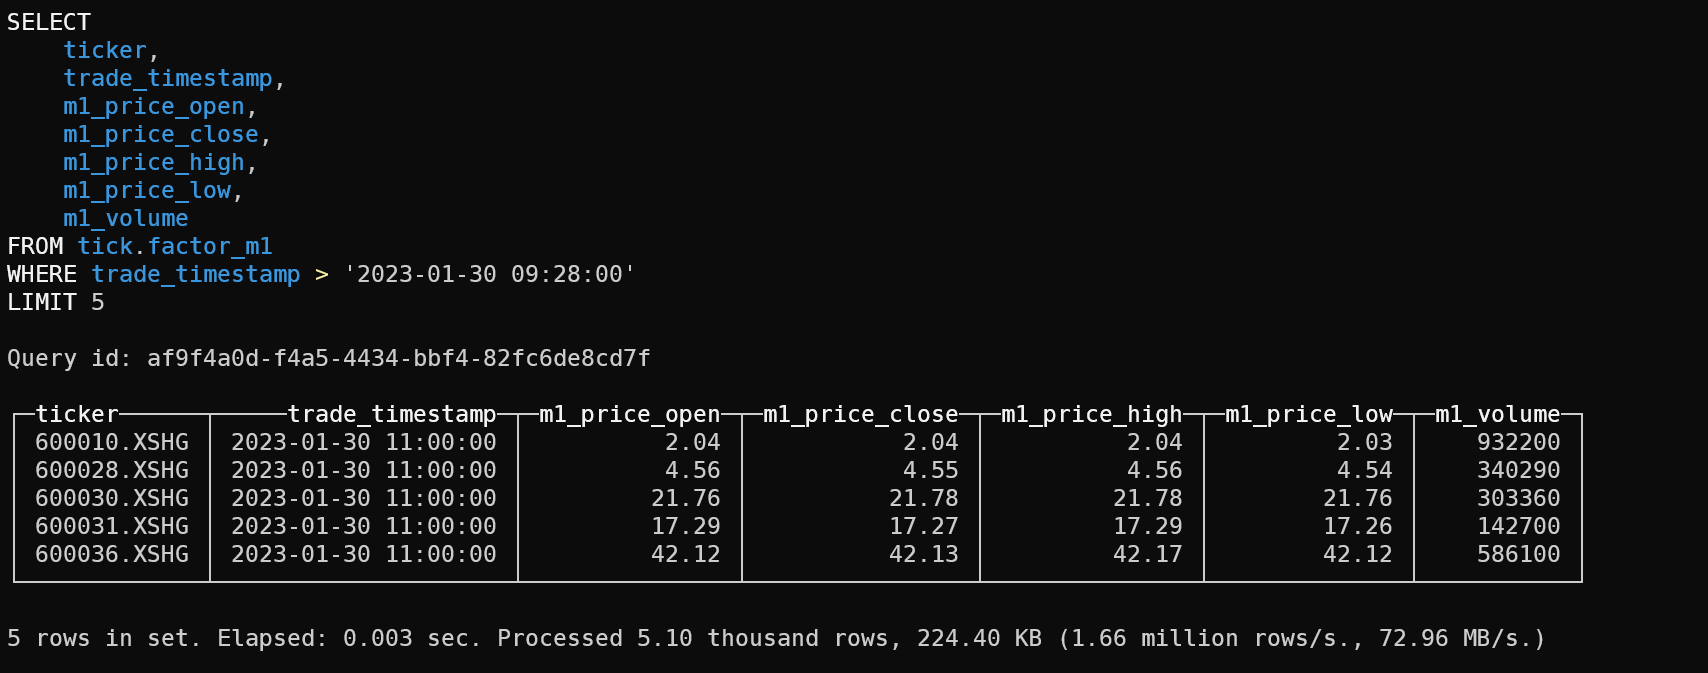 SELECT
    ticker,
    trade_timestamp,
    m1_price_open,
    m1_price_close,
    m1_price_high,
    m1_price_low,
    m1_volume
FROM tick.factor_m1
WHERE trade_timestamp > '2023-01-30 09:28:00'
LIMIT 5
Query id: af9f4a0d-f4a5-4434-bbf4-82fc6de8cd7f
ticker trade_timestamp m1_price_open m1_price_close m1_price_high m1_price_low m1_volume
600010.XSHG 2023-01-30 11:00:00 2.04 2.04 2.04 2.03 932200
600028.XSHG 2023-01-30 11:00:00 4.56 4.55 4.56 4.54 340290
600030.XSHG 2023-01-30 11:00:00 21.76 21.78 21.78 21.76 303360
600031.XSHG 2023-01-30 11:00:00 17.29 17.27 17.29 17.26 142700
600036.XSHG 2023-01-30 11:00:00 42.12 42.13 42.17 42.12 586100
5 rows in set. Elapsed: 0.003 sec. Processed 5.10 thousand rows, 224.40 KB (1.66 million rows/s., 72.96 MB/s.)